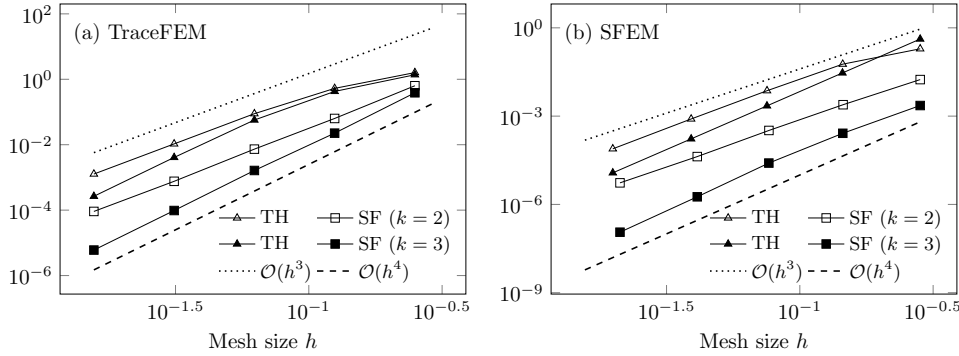 (a) TraceFEM
10^2
10^0
10^{-2}
10^{-4}
10^{-6}
TH SF (k = 2)
TH SF (k = 3)
O(h^3) O(h^4)
10^{-1.5} 10^{-1} 10^{-0.5}
Mesh size h
(b) SFEM
10^0
10^{-3}
10^{-6}
10^{-9}
TH SF (k = 2)
TH SF (k = 3)
O(h^3) O(h^4)
10^{-1.5} 10^{-1} 10^{-0.5}
Mesh size h